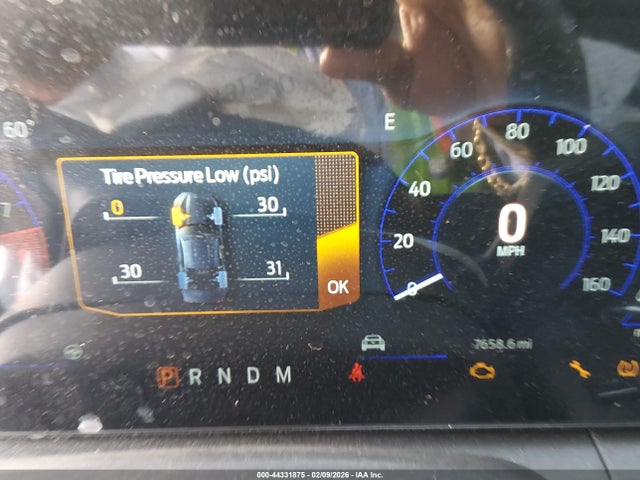 60
E
Tire Pressure Low (psi)
0 30
30 31
OK
1
0 20 40 60 80 100 120 140 160
0
MPH
7658.6 mi
P R N D M
000-44331875 - 02/09/2026 - IAA Inc.